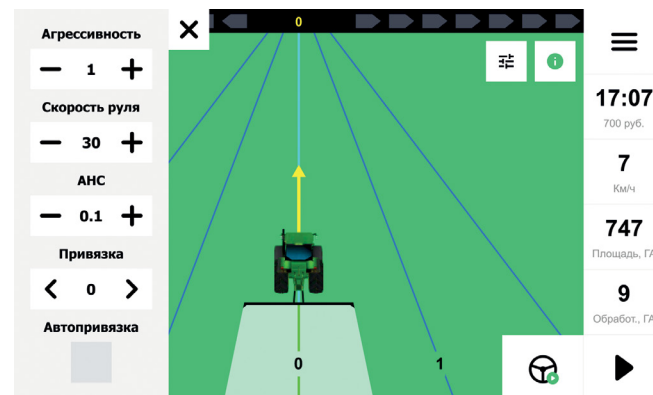 Агрессивность
1
Скорость руля
30
АНС
0.1
Привязка
0
Автопривязка
0
0
1
17:07
700 руб.
7
Км/ч
747
Площадь, ГА
9
Обработ., ГА